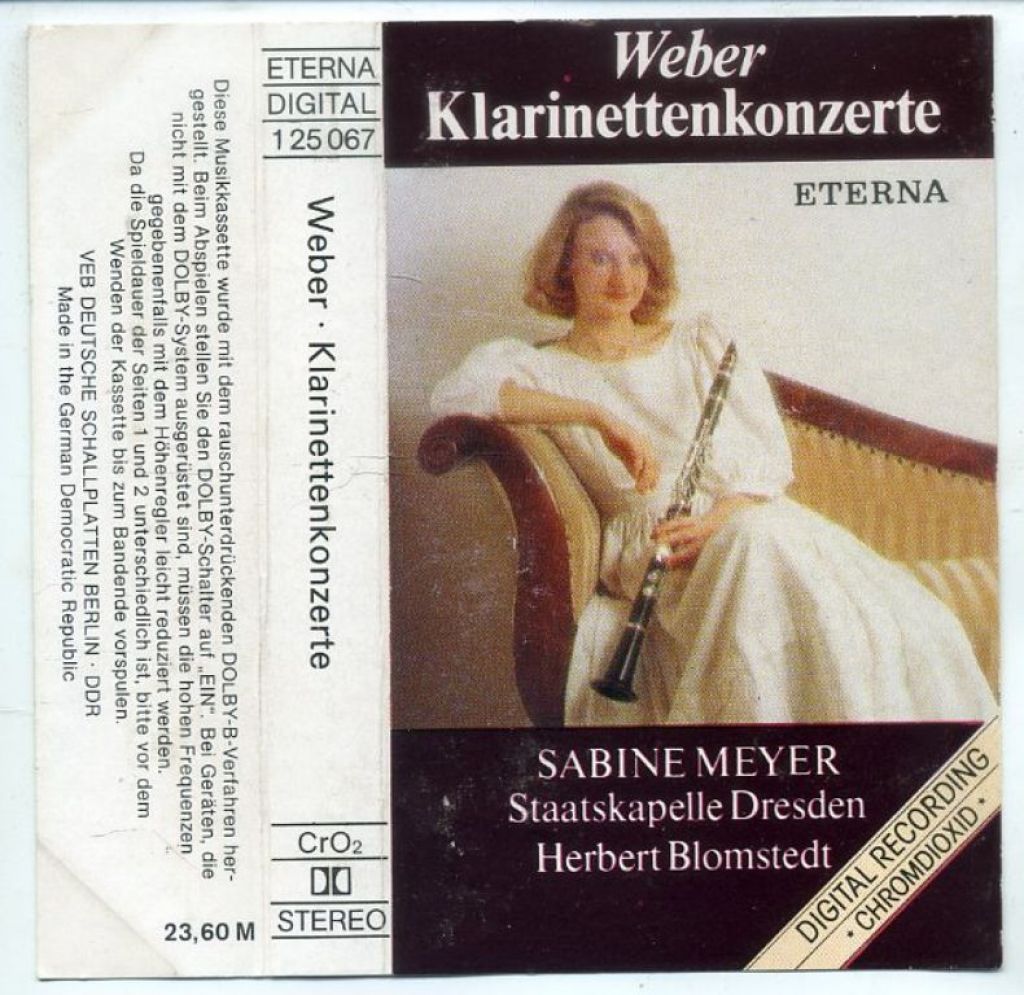 Diese Musikkassette wurde mit dem rauschunterdrückenden DOLBY-B-Verfahren her-
gestellt. Beim Abspielen stellen Sie den DOLBY-Schalter auf „EIN“. Bei Geräten, die
nicht mit dem DOLBY-System ausgerüstet sind, müssen die hohen Frequenzen
gegebenenfalls mit dem Höhenregler leicht reduziert werden.
Da die Spieldauer der Seiten 1 und 2 unterschiedlich ist, bitte vor dem
Wenden der Kassette bis zum Bandende vorspulen.
VEB DEUTSCHE SCHALLPLATTEN BERLIN · DDR
Made in the German Democratic Republic
23,60 M
ETERNA
DIGITAL
1 25 067
Weber · Klarinettenkonzerte
CrO₂
STEREO
Weber
Klarinettenkonzerte
ETERNA
SABINE MEYER
Staatskapelle Dresden
Herbert Blomstedt
DIGITAL RECORDING
* CHROMDIOXID *